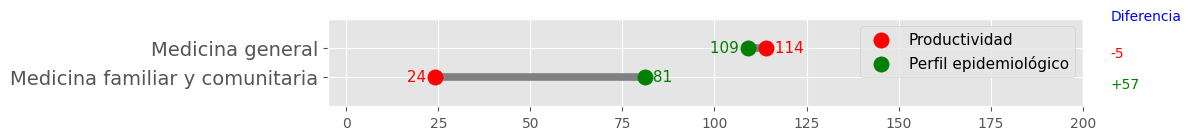 Diferencia
Medicina general
109
114
-5
Medicina familiar y comunitaria
24
81
+57
Productividad
Perfil epidemiológico
0 25 50 75 100 125 150 175 200